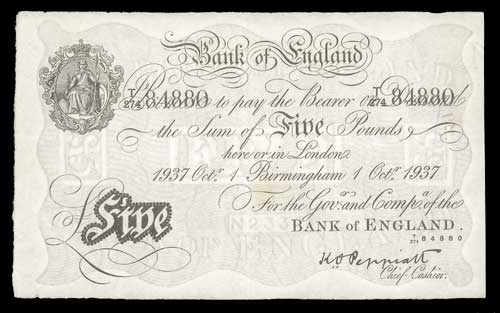 Bank of England
T/274 84880 to pay the Bearer on T/274 84880
the Sum of Five Pounds
here or in London
1937 Octr. 1 Birmingham 1 Octr. 1937
For the Govr. and Compa. of the
BANK OF ENGLAND.
T/274 84880
Five
K O Peppiatt
Chief Cashier.